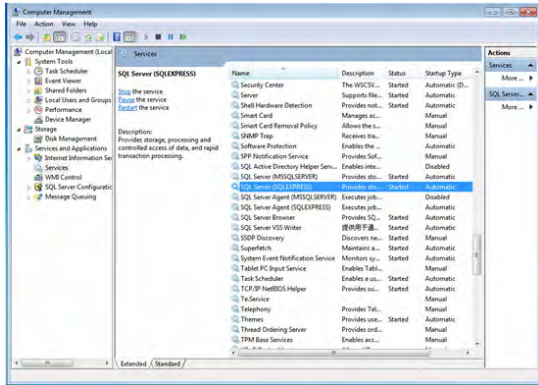 Computer Management
File Action View Help
Computer Management (Local
System Tools
Task Scheduler
Event Viewer
Shared Folders
Local Users and Groups
Performance
Device Manager
Storage
Disk Management
Services and Applications
Internet Information Se
Services
WMI Control
SQL Server Configuratic
Message Queuing
Services
SQL Server (SQLEXPRESS)
Stop the service
Pause the service
Restart the service
Description:
Provides storage, processing and
controlled access of data, and rapid
transaction processing.
Name Description Status Startup Type
Security Center The WSCSV... Started Automatic (D...
Server Supports file... Started Automatic
Shell Hardware Detection Provides not... Started Automatic
Smart Card Manages ac... Manual
Smart Card Removal Policy Allows the s... Manual
SNMP Trap Receives tra... Manual
Software Protection Enables the ... Automatic
SPP Notification Service Provides Sof... Manual
SQL Active Directory Helper Serv... Enables inte... Disabled
SQL Server (MSSQLSERVER) Provides sto... Started Automatic
SQL Server (SQLEXPRESS) Provides sto... Started Automatic
SQL Server Agent (MSSQLSERVER) Executes job... Disabled
SQL Server Agent (SQLEXPRESS) Executes job... Automatic
SQL Server Browser Provides SQ... Started Automatic
SQL Server VSS Writer 提供用于通... Started Automatic
SSDP Discovery Discovers ne... Started Manual
Superfetch Maintains a... Started Automatic
System Event Notification Service Monitors sy... Started Automatic
Tablet PC Input Service Enables Tabl... Manual
Task Scheduler Enables a us... Started Automatic
TCP/IP NetBIOS Helper Provides su... Started Automatic
Te.Service Manual
Telephony Provides Tel... Manual
Themes Provides use... Started Automatic
Thread Ordering Server Provides ord... Manual
TPM Base Services Enables acc... Manual
Extended Standard
Actions
Services
More ...
SQL Server...
More ...